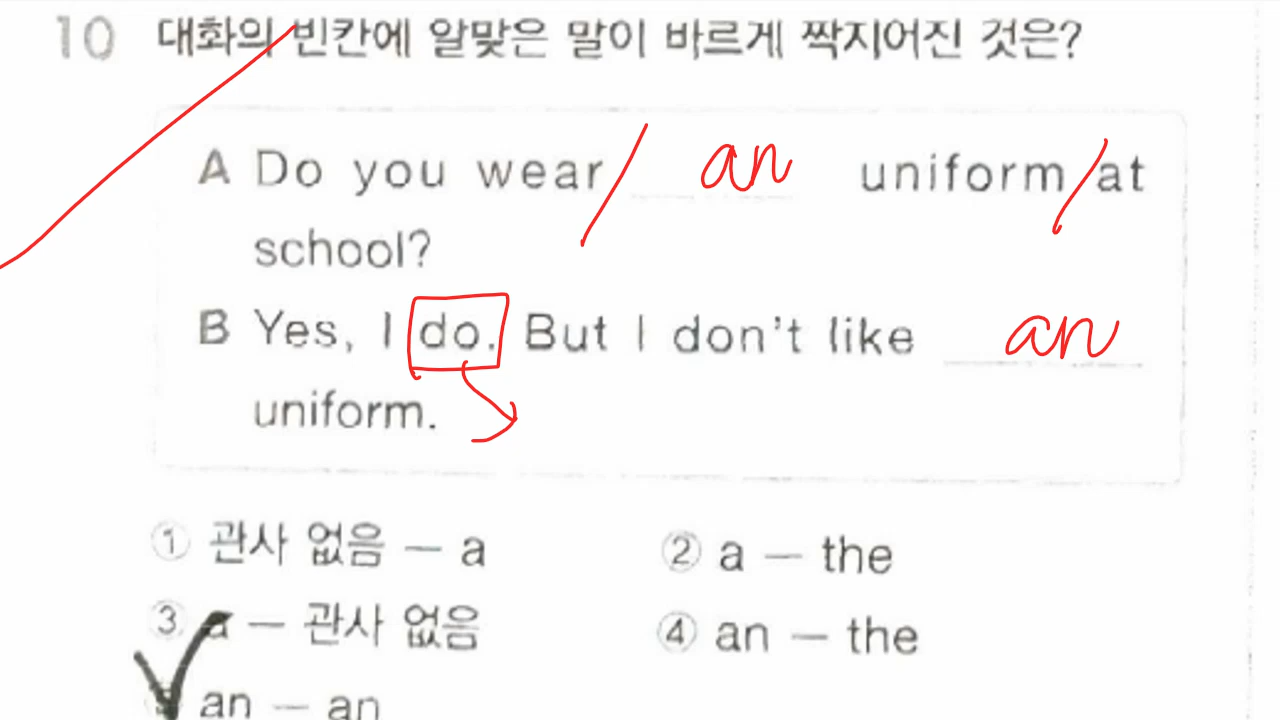 10 대화의 빈칸에 알맞은 말이 바르게 짝지어진 것은?
A Do you wear an uniform at
school?
B Yes, I do. But I don't like an
uniform.
① 관사 없음 — a ② a — the
③ a — 관사 없음 ④ an — the
an — an